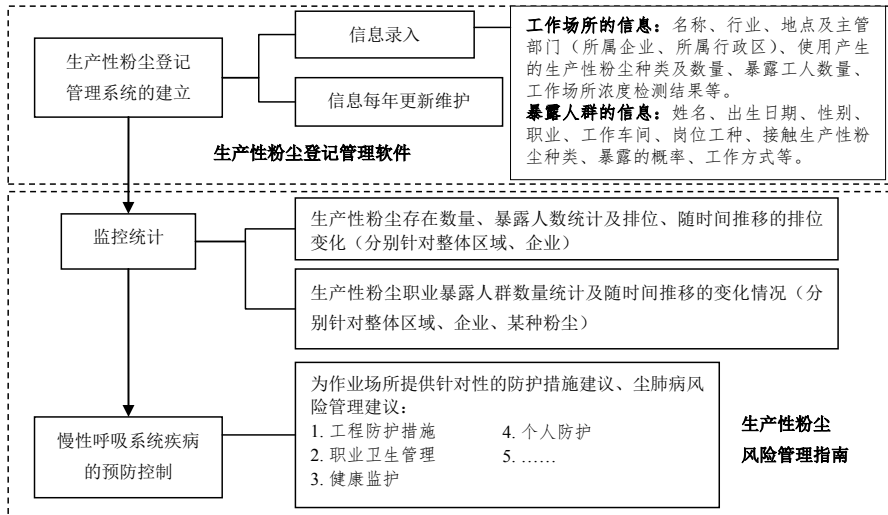 生产性粉尘登记
管理系统的建立
信息录入
信息每年更新维护
工作场所的信息：名称、行业、地点及主管
部门（所属企业、所属行政区）、使用产生
的生产性粉尘种类及数量、暴露工人数量、
工作场所浓度检测结果等。
暴露人群的信息：姓名、出生日期、性别、
职业、工作车间、岗位工种、接触生产性粉
尘种类、暴露的概率、工作方式等。
生产性粉尘登记管理软件
监控统计
生产性粉尘存在数量、暴露人数统计及排位、随时间推移的排位
变化（分别针对整体区域、企业）
生产性粉尘职业暴露人群数量统计及随时间推移的变化情况（分
别针对整体区域、企业、某种粉尘）
慢性呼吸系统疾病
的预防控制
为作业场所提供针对性的防护措施建议、尘肺病风
险管理建议：
1. 工程防护措施
2. 职业卫生管理
3. 健康监护
4. 个人防护
5. ……
生产性粉尘
风险管理指南